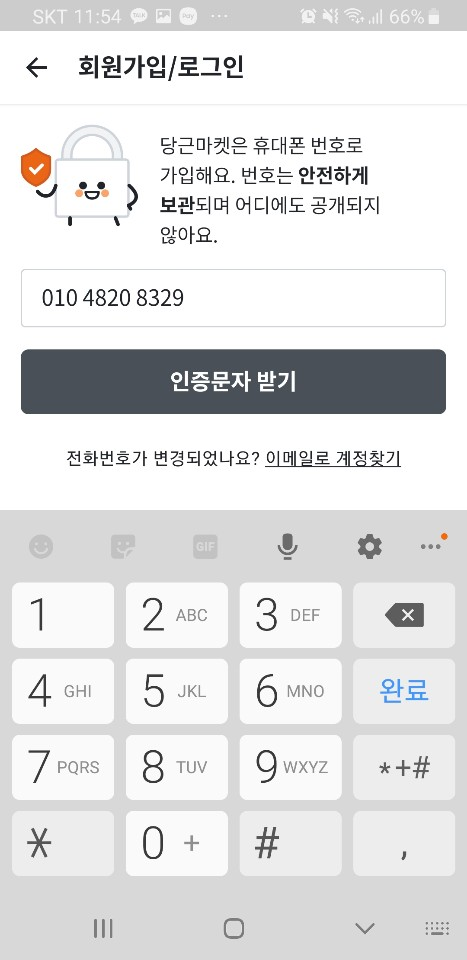 SKT 11:54 TALK Pay ... 66%
회원가입/로그인
당근마켓은 휴대폰 번호로
가입해요. 번호는 안전하게
보관되며 어디에도 공개되지
않아요.
010 4820 8329
인증문자 받기
전화번호가 변경되었나요? 이메일로 계정찾기
GIF
1 2 ABC 3 DEF
4 GHI 5 JKL 6 MNO 완료
7 PQRS 8 TUV 9 WXYZ *+#
* 0 + # ,